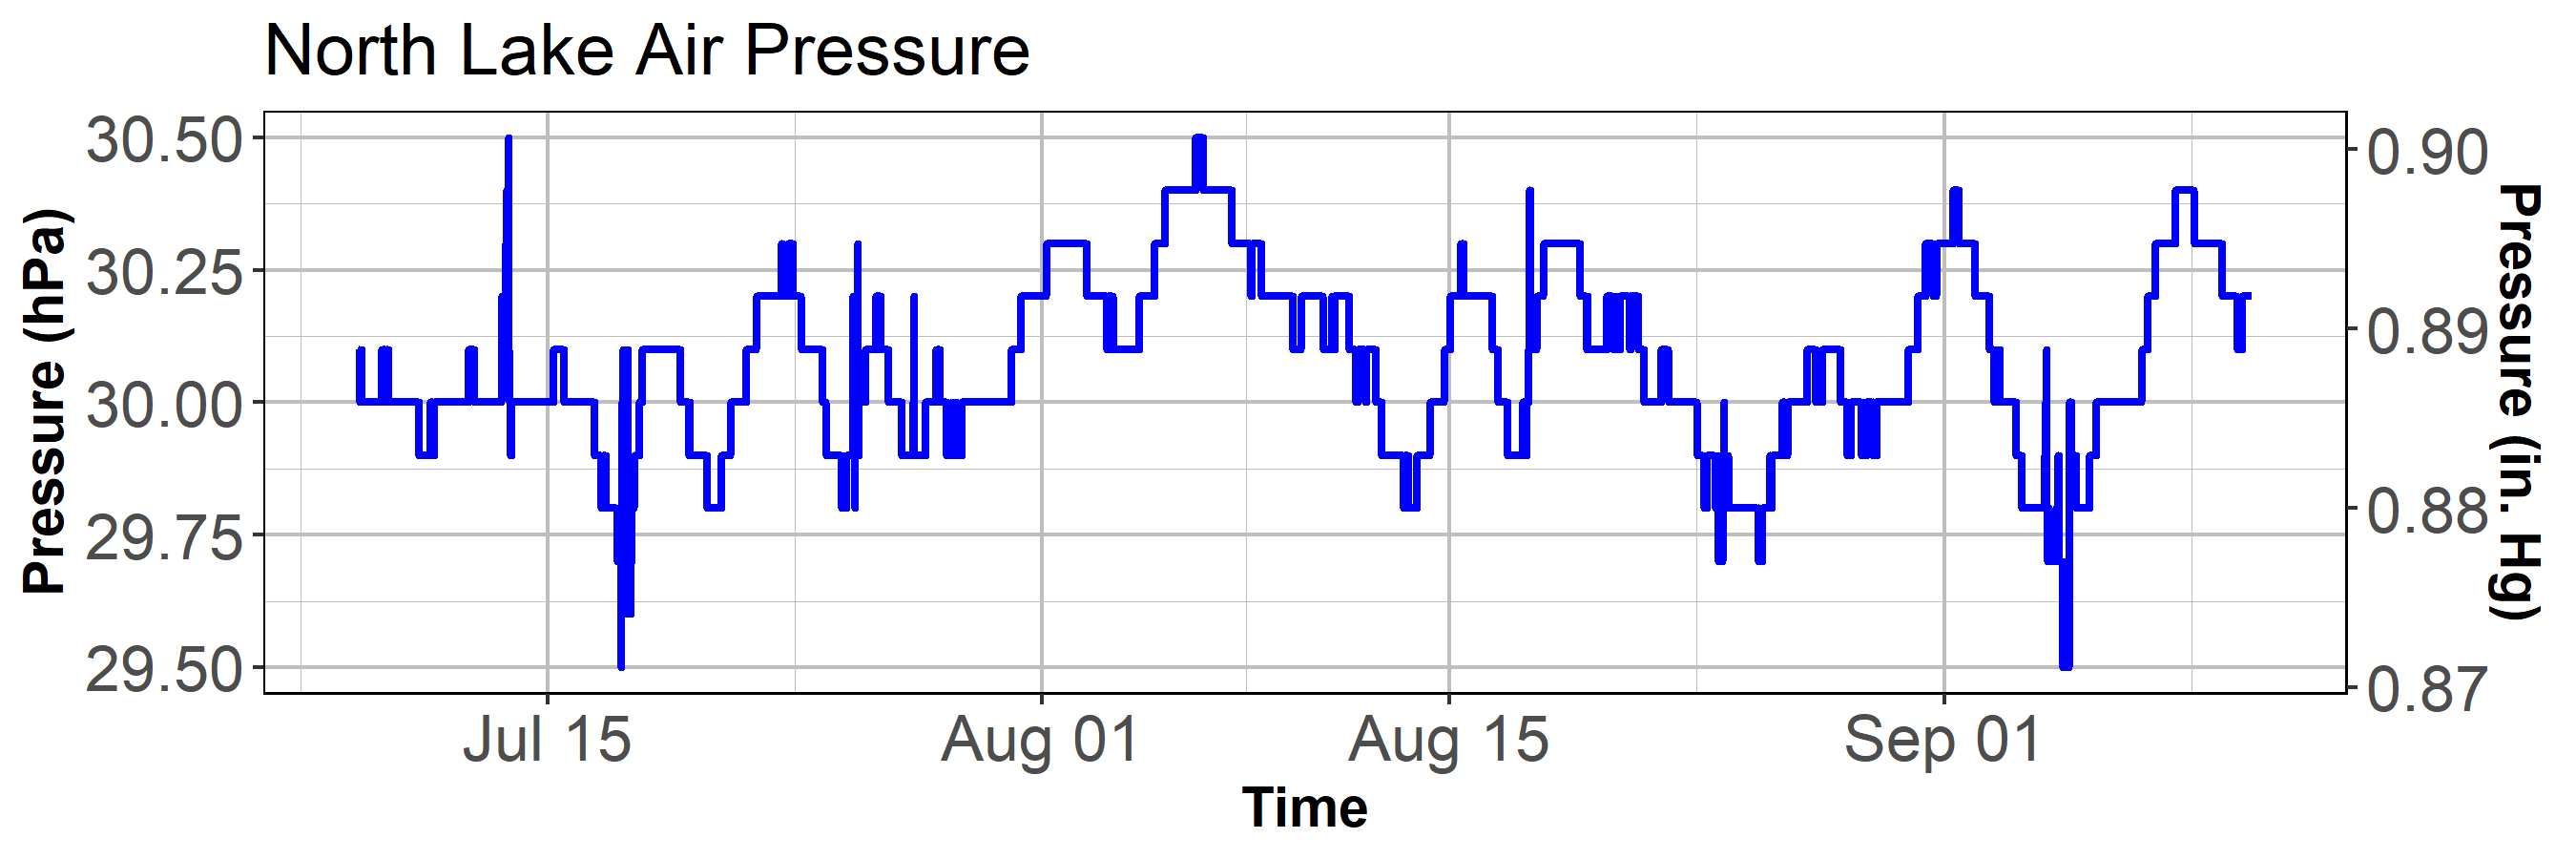 North Lake Air Pressure
Pressure (hPa)
30.50
30.25
30.00
29.75
29.50
0.90
0.89
0.88
0.87
Pressure (in. Hg)
Jul 15
Aug 01
Aug 15
Sep 01
Time